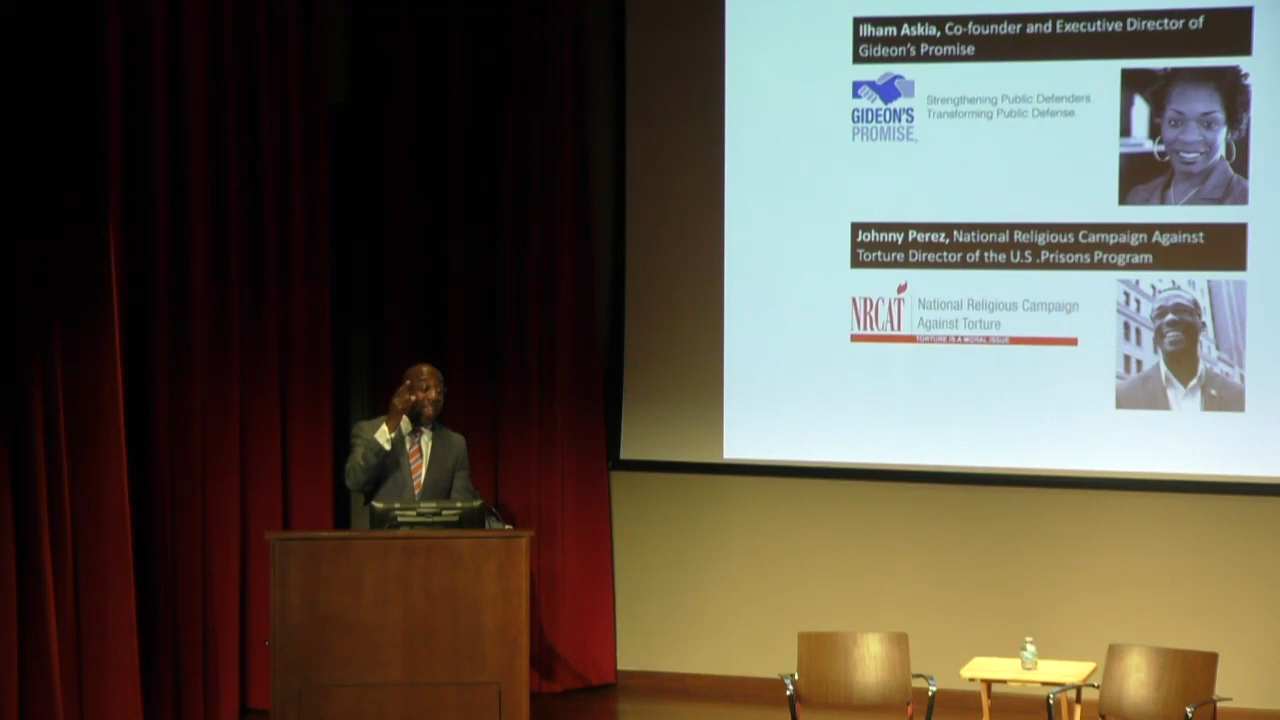 Ilham Askia, Co-founder and Executive Director of
Gideon's Promise
GIDEON'S
PROMISE
Strengthening Public Defenders.
Transforming Public Defense.
Johnny Perez, National Religious Campaign Against
Torture Director of the U.S .Prisons Program
NRCAT
National Religious Campaign
Against Torture
TORTURE IS A MORAL ISSUE